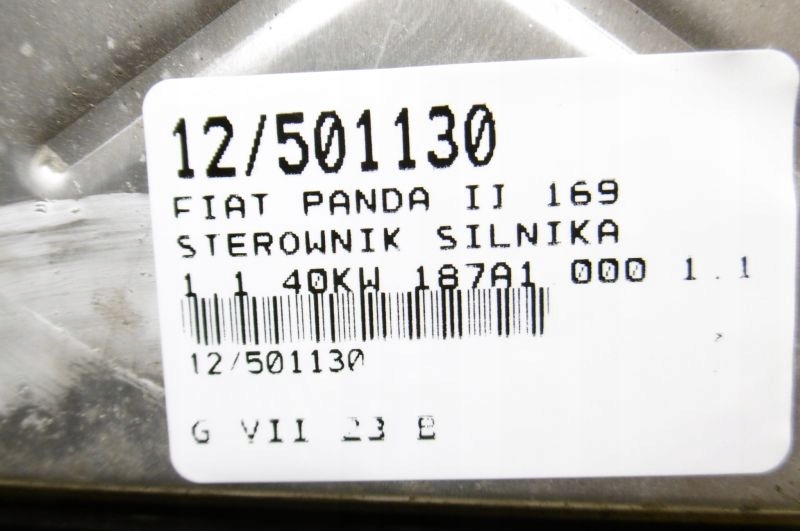 12/501130
FIAT PANDA II 169
STEROWNIK SILNIKA
1.1 40KW 187A1 000 1.1
12/501130
G VII 23 B